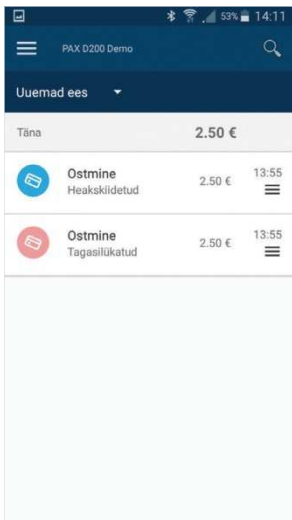 53% 14:11
PAX D200 Demo
Uuemad ees
Täna 2.50 €
Ostmine 2.50 € 13:55
Heakskiidetud
Ostmine 2.50 € 13:55
Tagasilükatud